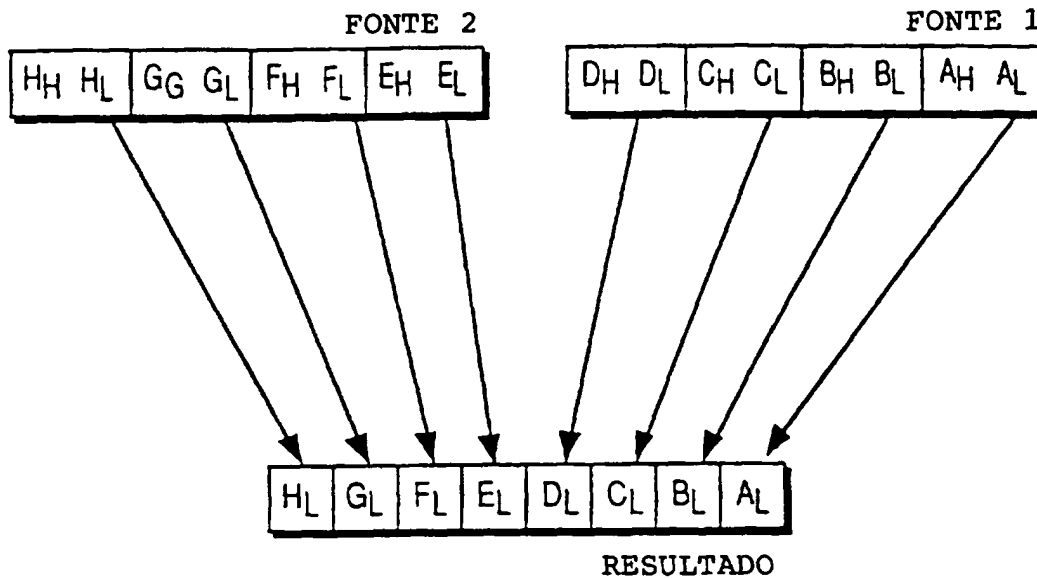 FONTE 2
FONTE 1
HH HL GG GL FH FL EH EL
DH DL CH CL BH BL AH AL
HL GL FL EL DL CL BL AL
RESULTADO